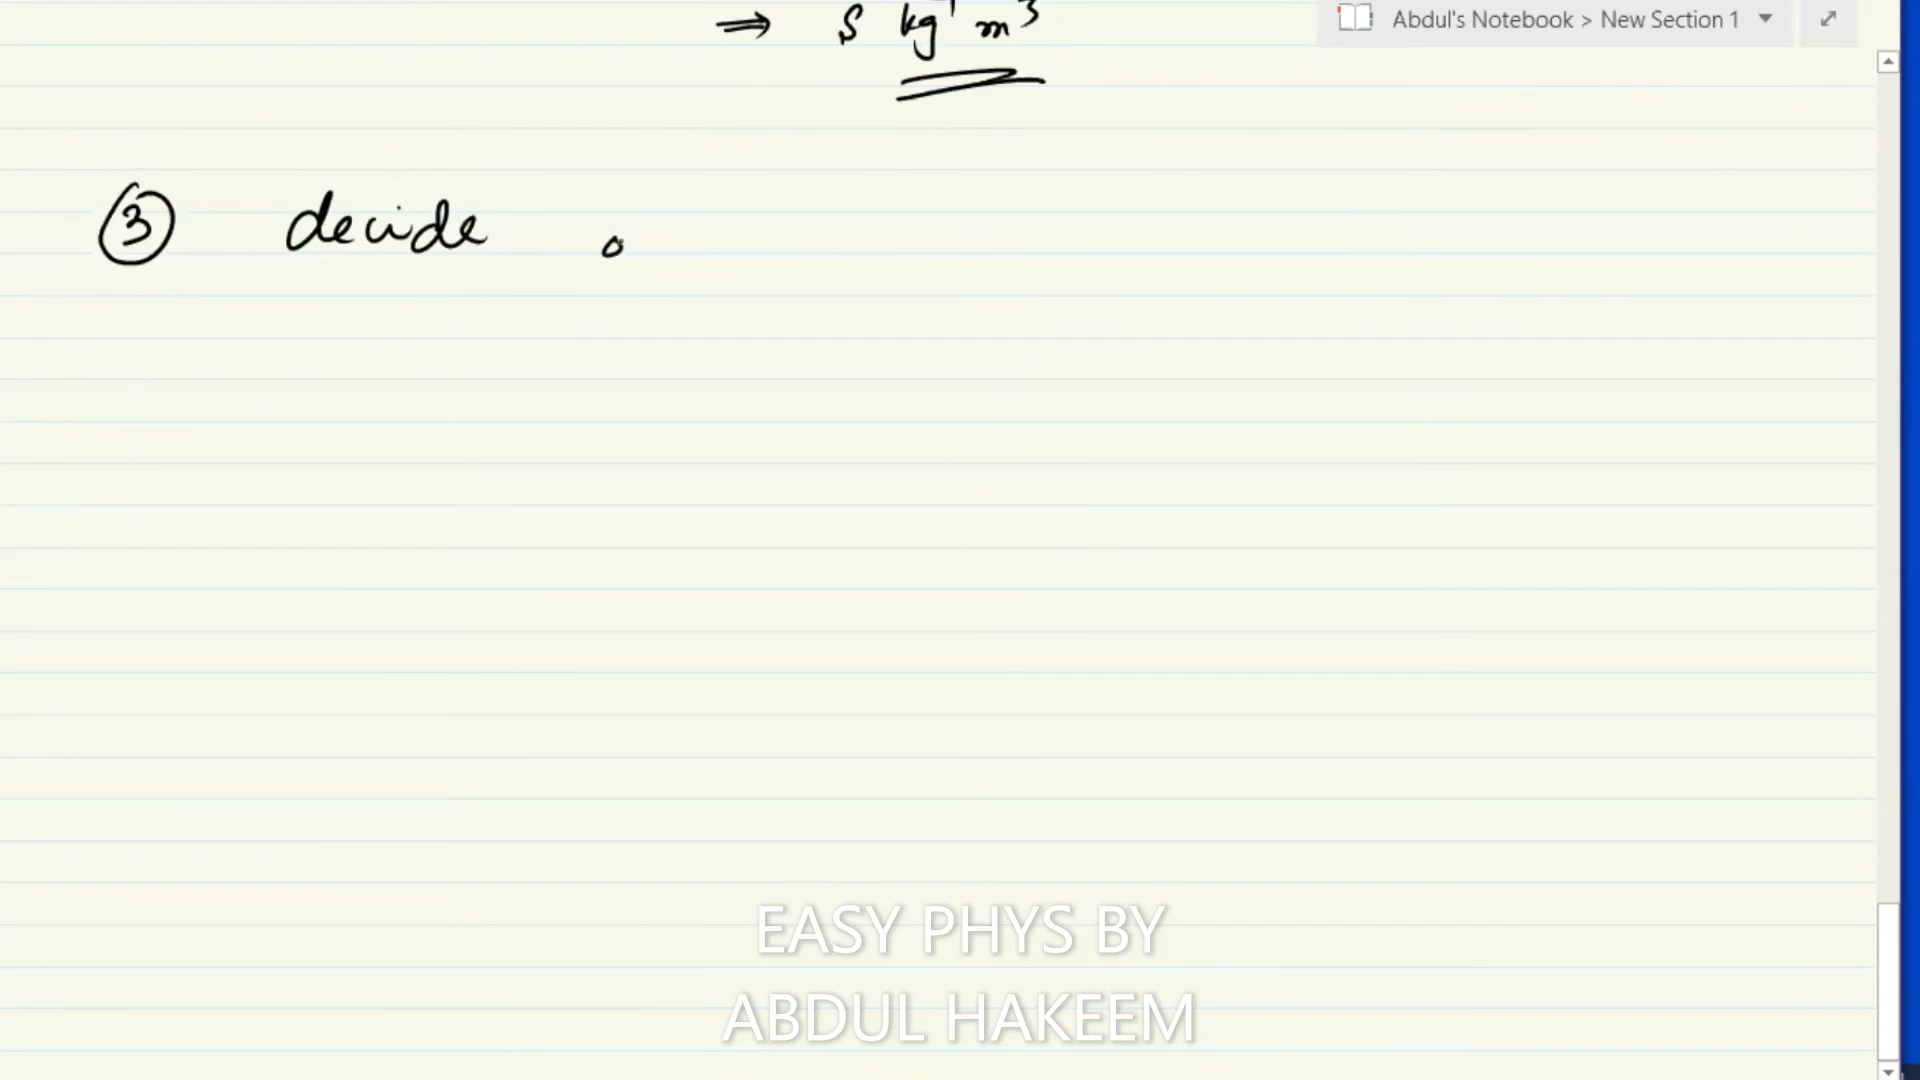 ⇒ s kg⁻¹ m³
Abdul's Notebook > New Section 1
③ decide o
EASY PHYS BY
ABDUL HAKEEM